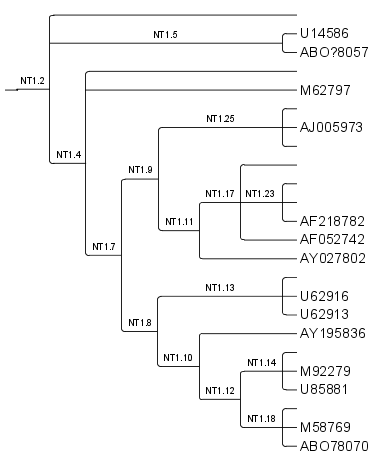 U14586
NT1.5
ABO?8057
NT1.2
M62797
NT1.25
AJ005973
NT1.4
NT1.9
NT1.17
NT1.23
AF218782
NT1.11
AF052742
NT1.7
AY027802
NT1.13
U62916
U62913
NT1.8
AY195836
NT1.10
NT1.14
M92279
NT1.12
U85881
NT1.18
M58769
ABO78070